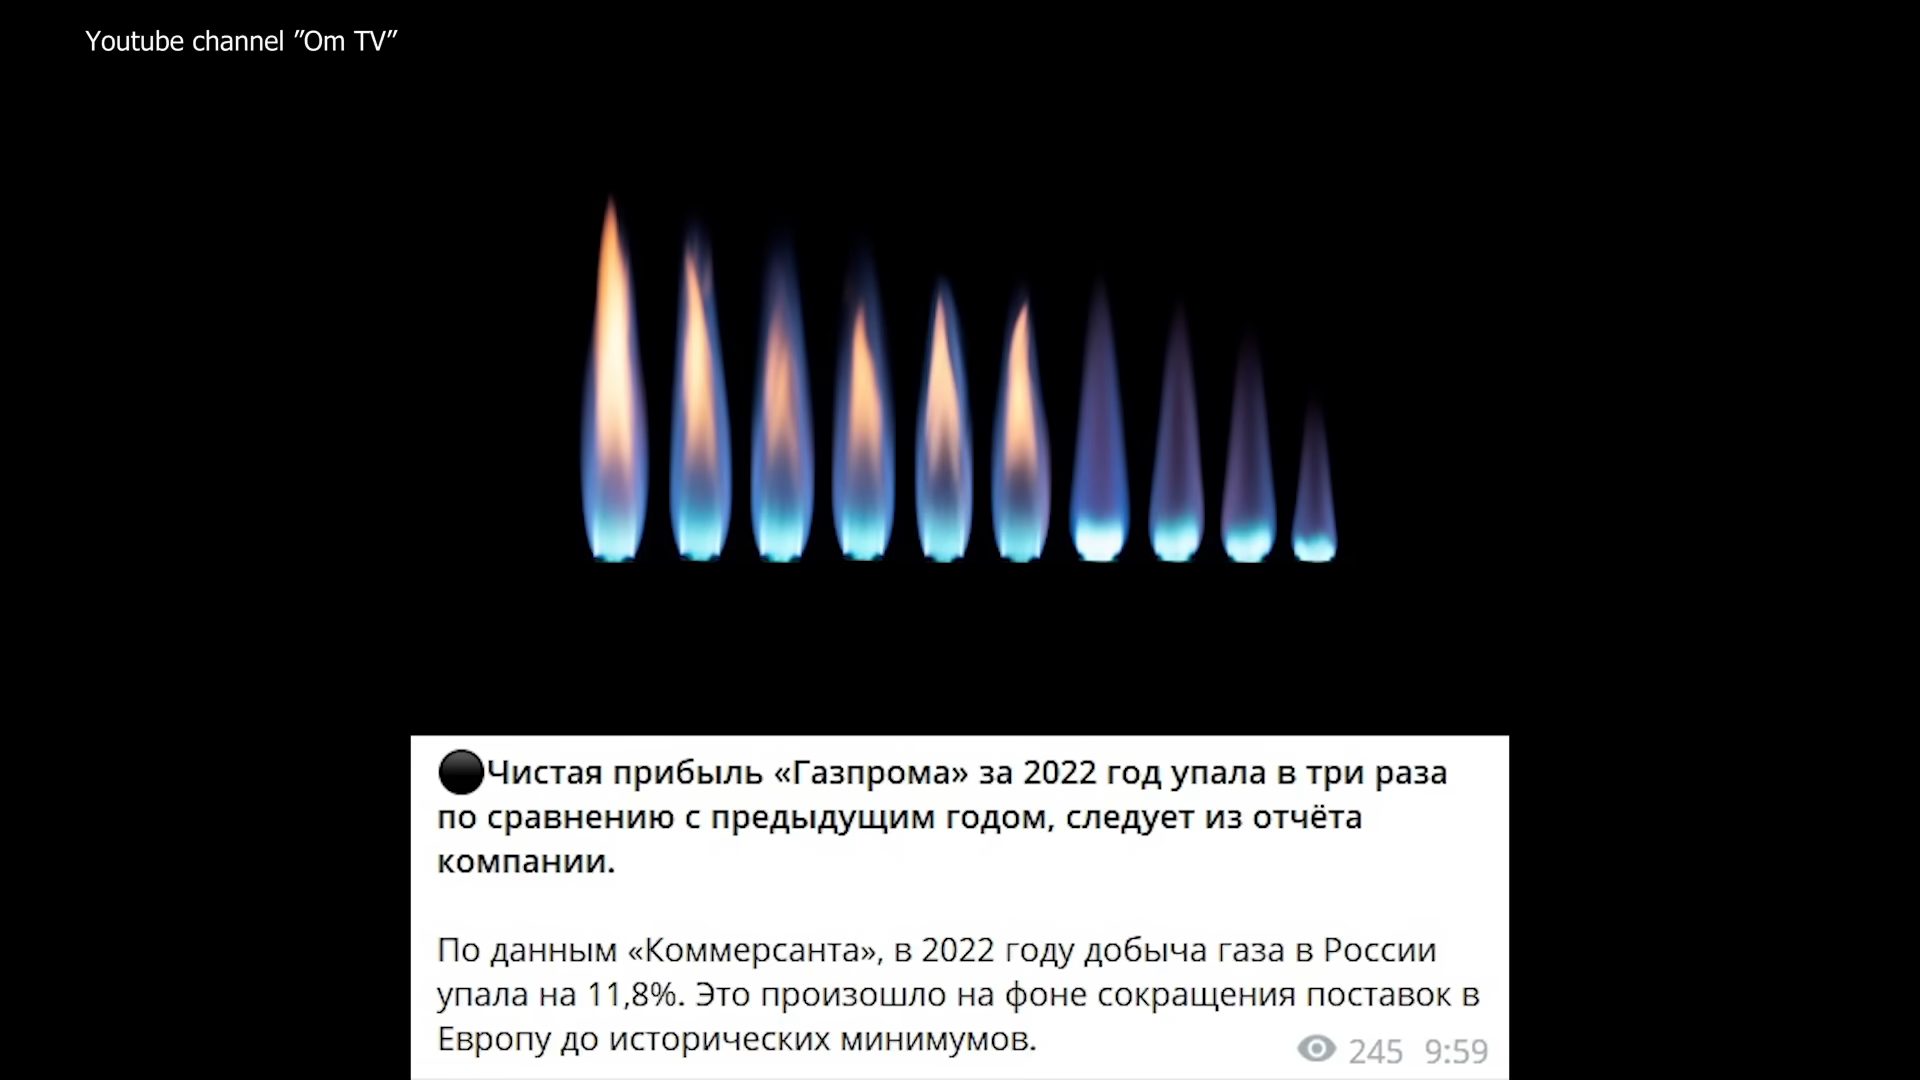 Youtube channel ”Om TV”
Чистая прибыль «Газпрома» за 2022 год упала в три раза
по сравнению с предыдущим годом, следует из отчёта
компании.
По данным «Коммерсанта», в 2022 году добыча газа в России
упала на 11,8%. Это произошло на фоне сокращения поставок в
Европу до исторических минимумов.
245 9:59